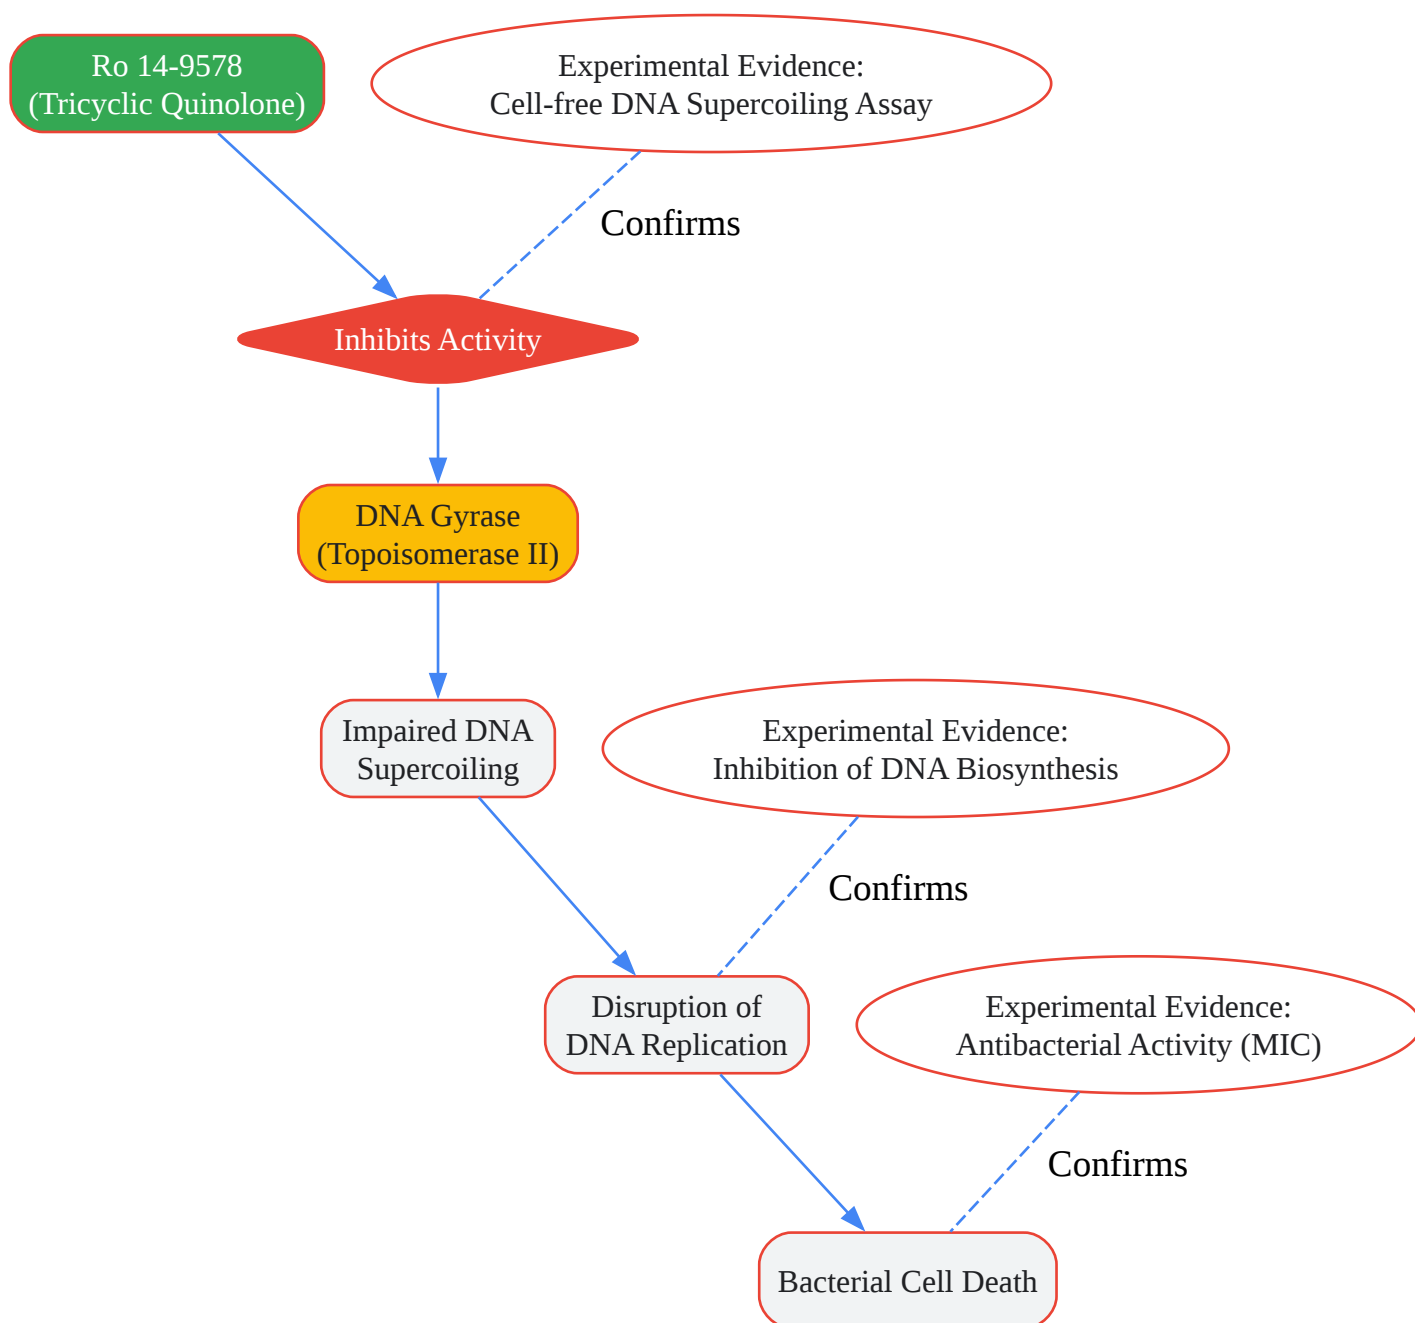 Ro 14-9578
(Tricyclic Quinolone)
Experimental Evidence:
Cell-free DNA Supercoiling Assay
Confirms
Inhibits Activity
DNA Gyrase
(Topoisomerase II)
Impaired DNA
Supercoiling
Experimental Evidence:
Inhibition of DNA Biosynthesis
Confirms
Disruption of
DNA Replication
Experimental Evidence:
Antibacterial Activity (MIC)
Confirms
Bacterial Cell Death